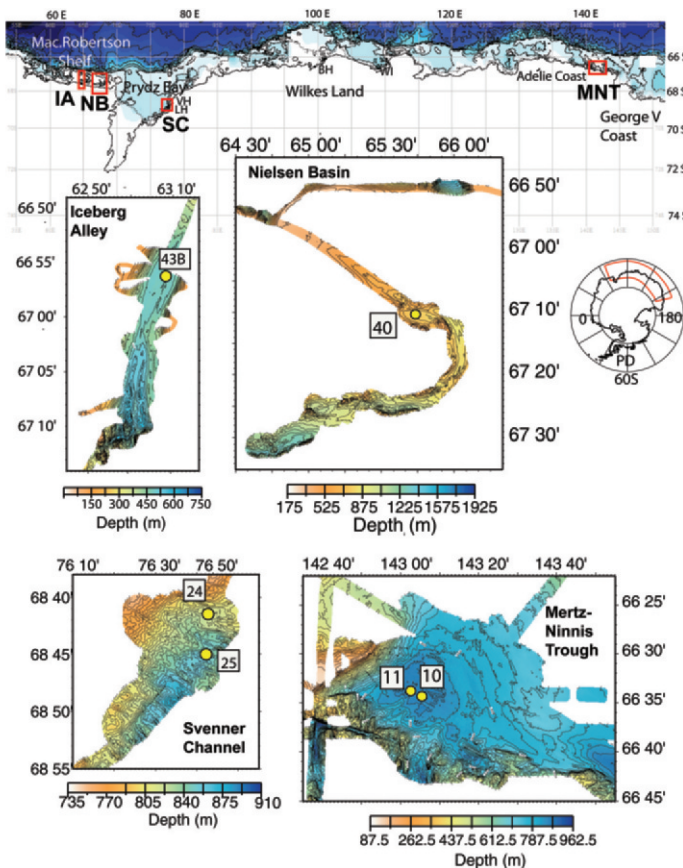 60 E
80 E
100 E
120 E
140 E
Mac.Robertson
Shelf
Prydz Bay
BH
WI
Adelie Coast
66 S
68 S
70 S
72 S
74 S
IA
NB
SC
VH
LH
Wilkes Land
MNT
George V
Coast
62 50' 63 10'
Iceberg
Alley
66 50'
66 55'
67 00'
67 05'
67 10'
43B
150 300 450 600 750
Depth (m)
64 30' 65 00' 65 30' 66 00'
Nielsen Basin
66 50'
67 00'
67 10'
67 20'
67 30'
40
175 525 875 1225 1575 1925
Depth (m)
0
180
PD
60S
76 10' 76 30' 76 50'
68 40'
68 45'
68 50'
68 55'
24
25
Svenner
Channel
735 770 805 840 875 910
Depth (m)
142 40' 143 00' 143 20' 143 40'
66 25'
66 30'
66 35'
66 40'
66 45'
Mertz-
Ninnis
Trough
11 10
87.5 262.5 437.5 612.5 787.5 962.5
Depth (m)